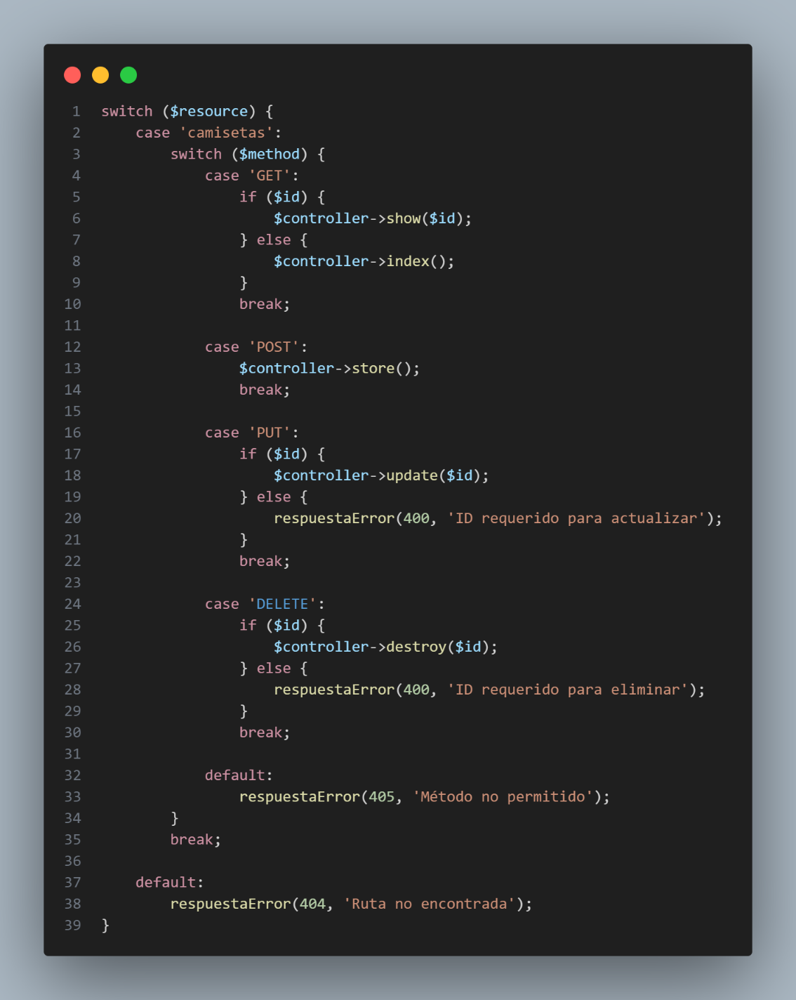 1 switch ($resource) {
2     case 'camisetas':
3         switch ($method) {
4             case 'GET':
5                 if ($id) {
6                     $controller->show($id);
7                 } else {
8                     $controller->index();
9                 }
10                 break;
11
12             case 'POST':
13                 $controller->store();
14                 break;
15
16             case 'PUT':
17                 if ($id) {
18                     $controller->update($id);
19                 } else {
20                     respuestaError(400, 'ID requerido para actualizar');
21                 }
22                 break;
23
24             case 'DELETE':
25                 if ($id) {
26                     $controller->destroy($id);
27                 } else {
28                     respuestaError(400, 'ID requerido para eliminar');
29                 }
30                 break;
31
32             default:
33                 respuestaError(405, 'Método no permitido');
34         }
35         break;
36
37     default:
38         respuestaError(404, 'Ruta no encontrada');
39 }